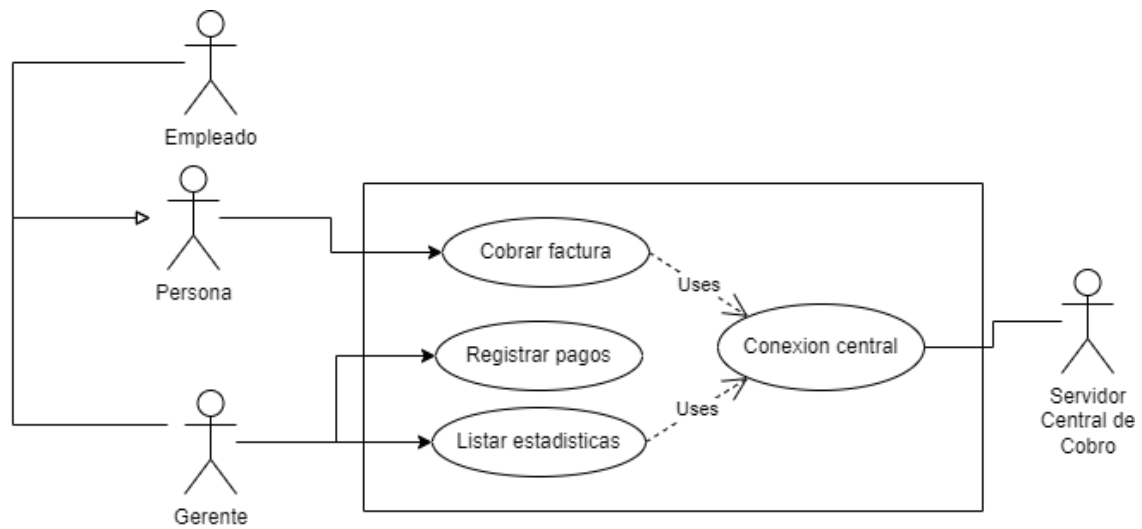 Empleado
Persona
Cobrar factura
Uses
Registrar pagos
Conexion central
Uses
Listar estadisticas
Servidor
Central de
Cobro
Gerente